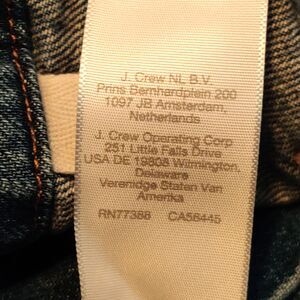 J. Crew NL B.V.
Prins Bernhardplein 200
1097 JB Amsterdam,
Netherlands
J. Crew Operating Corp
251 Little Falls Drive
USA DE 19808 Wilmington,
Delaware
Verenidge Staten Van
Amerika
RN77388 CA56445